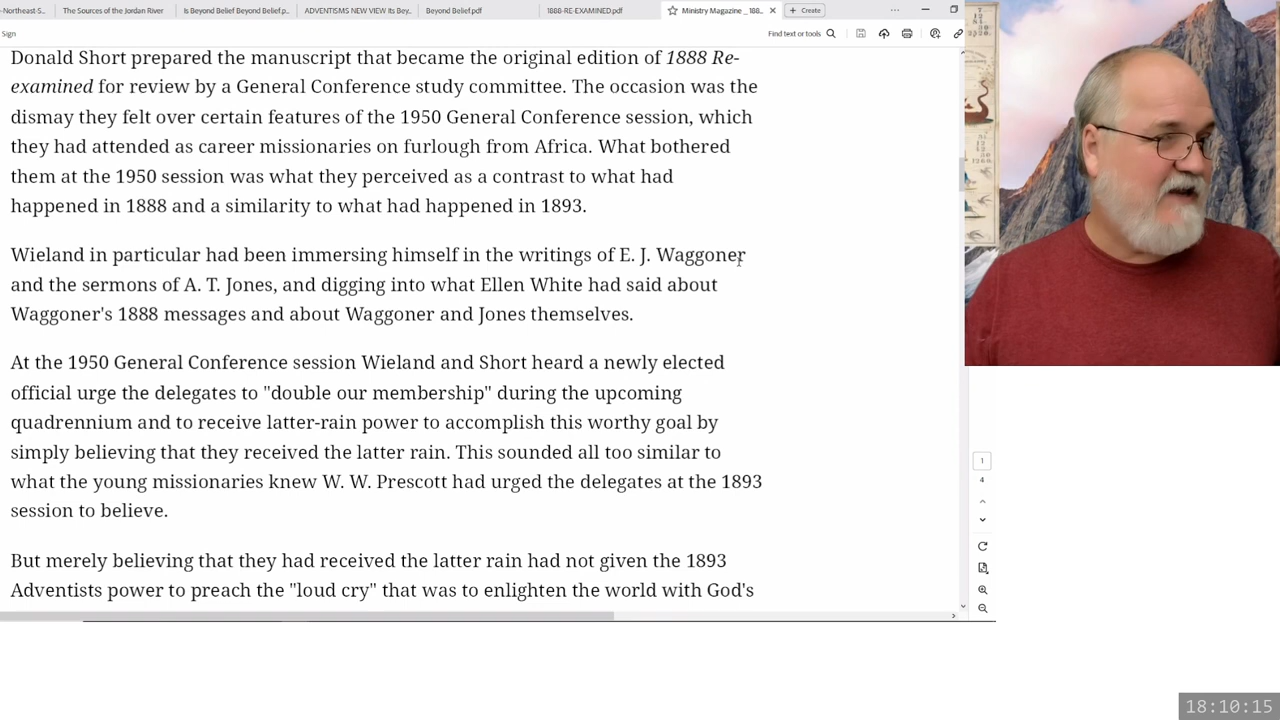 -Northeast-S...
The Sources of the Jordan River
Is Beyond Belief Beyond Belief.p...
ADVENTISMS NEW VIEW Its Bey...
Beyond Belief.pdf
1888-RE-EXAMINED.pdf
Ministry Magazine _ 188...
Create
Sign
Find text or tools
Donald Short prepared the manuscript that became the original edition of 1888 Re-
examined for review by a General Conference study committee. The occasion was the
dismay they felt over certain features of the 1950 General Conference session, which
they had attended as career missionaries on furlough from Africa. What bothered
them at the 1950 session was what they perceived as a contrast to what had
happened in 1888 and a similarity to what had happened in 1893.
Wieland in particular had been immersing himself in the writings of E. J. Waggoner
and the sermons of A. T. Jones, and digging into what Ellen White had said about
Waggoner's 1888 messages and about Waggoner and Jones themselves.
At the 1950 General Conference session Wieland and Short heard a newly elected
official urge the delegates to "double our membership" during the upcoming
quadrennium and to receive latter-rain power to accomplish this worthy goal by
simply believing that they received the latter rain. This sounded all too similar to
what the young missionaries knew W. W. Prescott had urged the delegates at the 1893
session to believe.
But merely believing that they had received the latter rain had not given the 1893
Adventists power to preach the "loud cry" that was to enlighten the world with God's
1
4
18:10:15